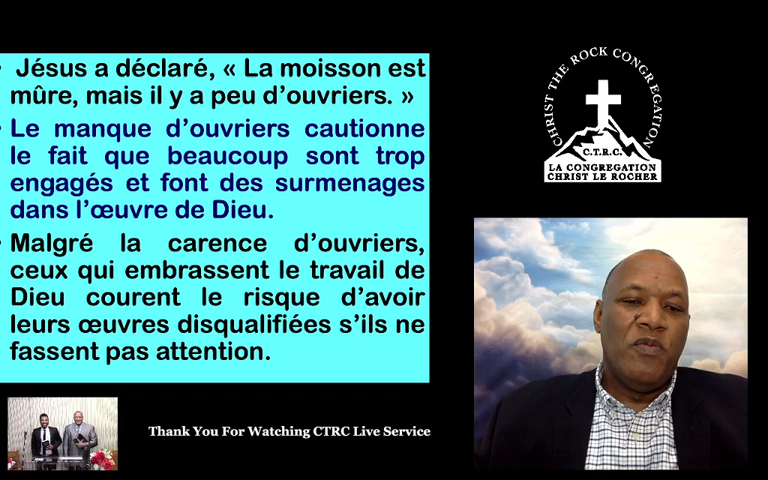 • Jésus a déclaré, « La moisson est
mûre, mais il y a peu d’ouvriers. »
• Le manque d’ouvriers cautionne
le fait que beaucoup sont trop
engagés et font des surmenages
dans l’œuvre de Dieu.
• Malgré la carence d’ouvriers,
ceux qui embrassent le travail de
Dieu courent le risque d’avoir
leurs œuvres disqualifiées s’ils ne
fassent pas attention.
CHRIST THE ROCK CONGREGATION
C.T.R.C.
LA CONGREGATION
CHRIST LE ROCHER
Thank You For Watching CTRC Live Service